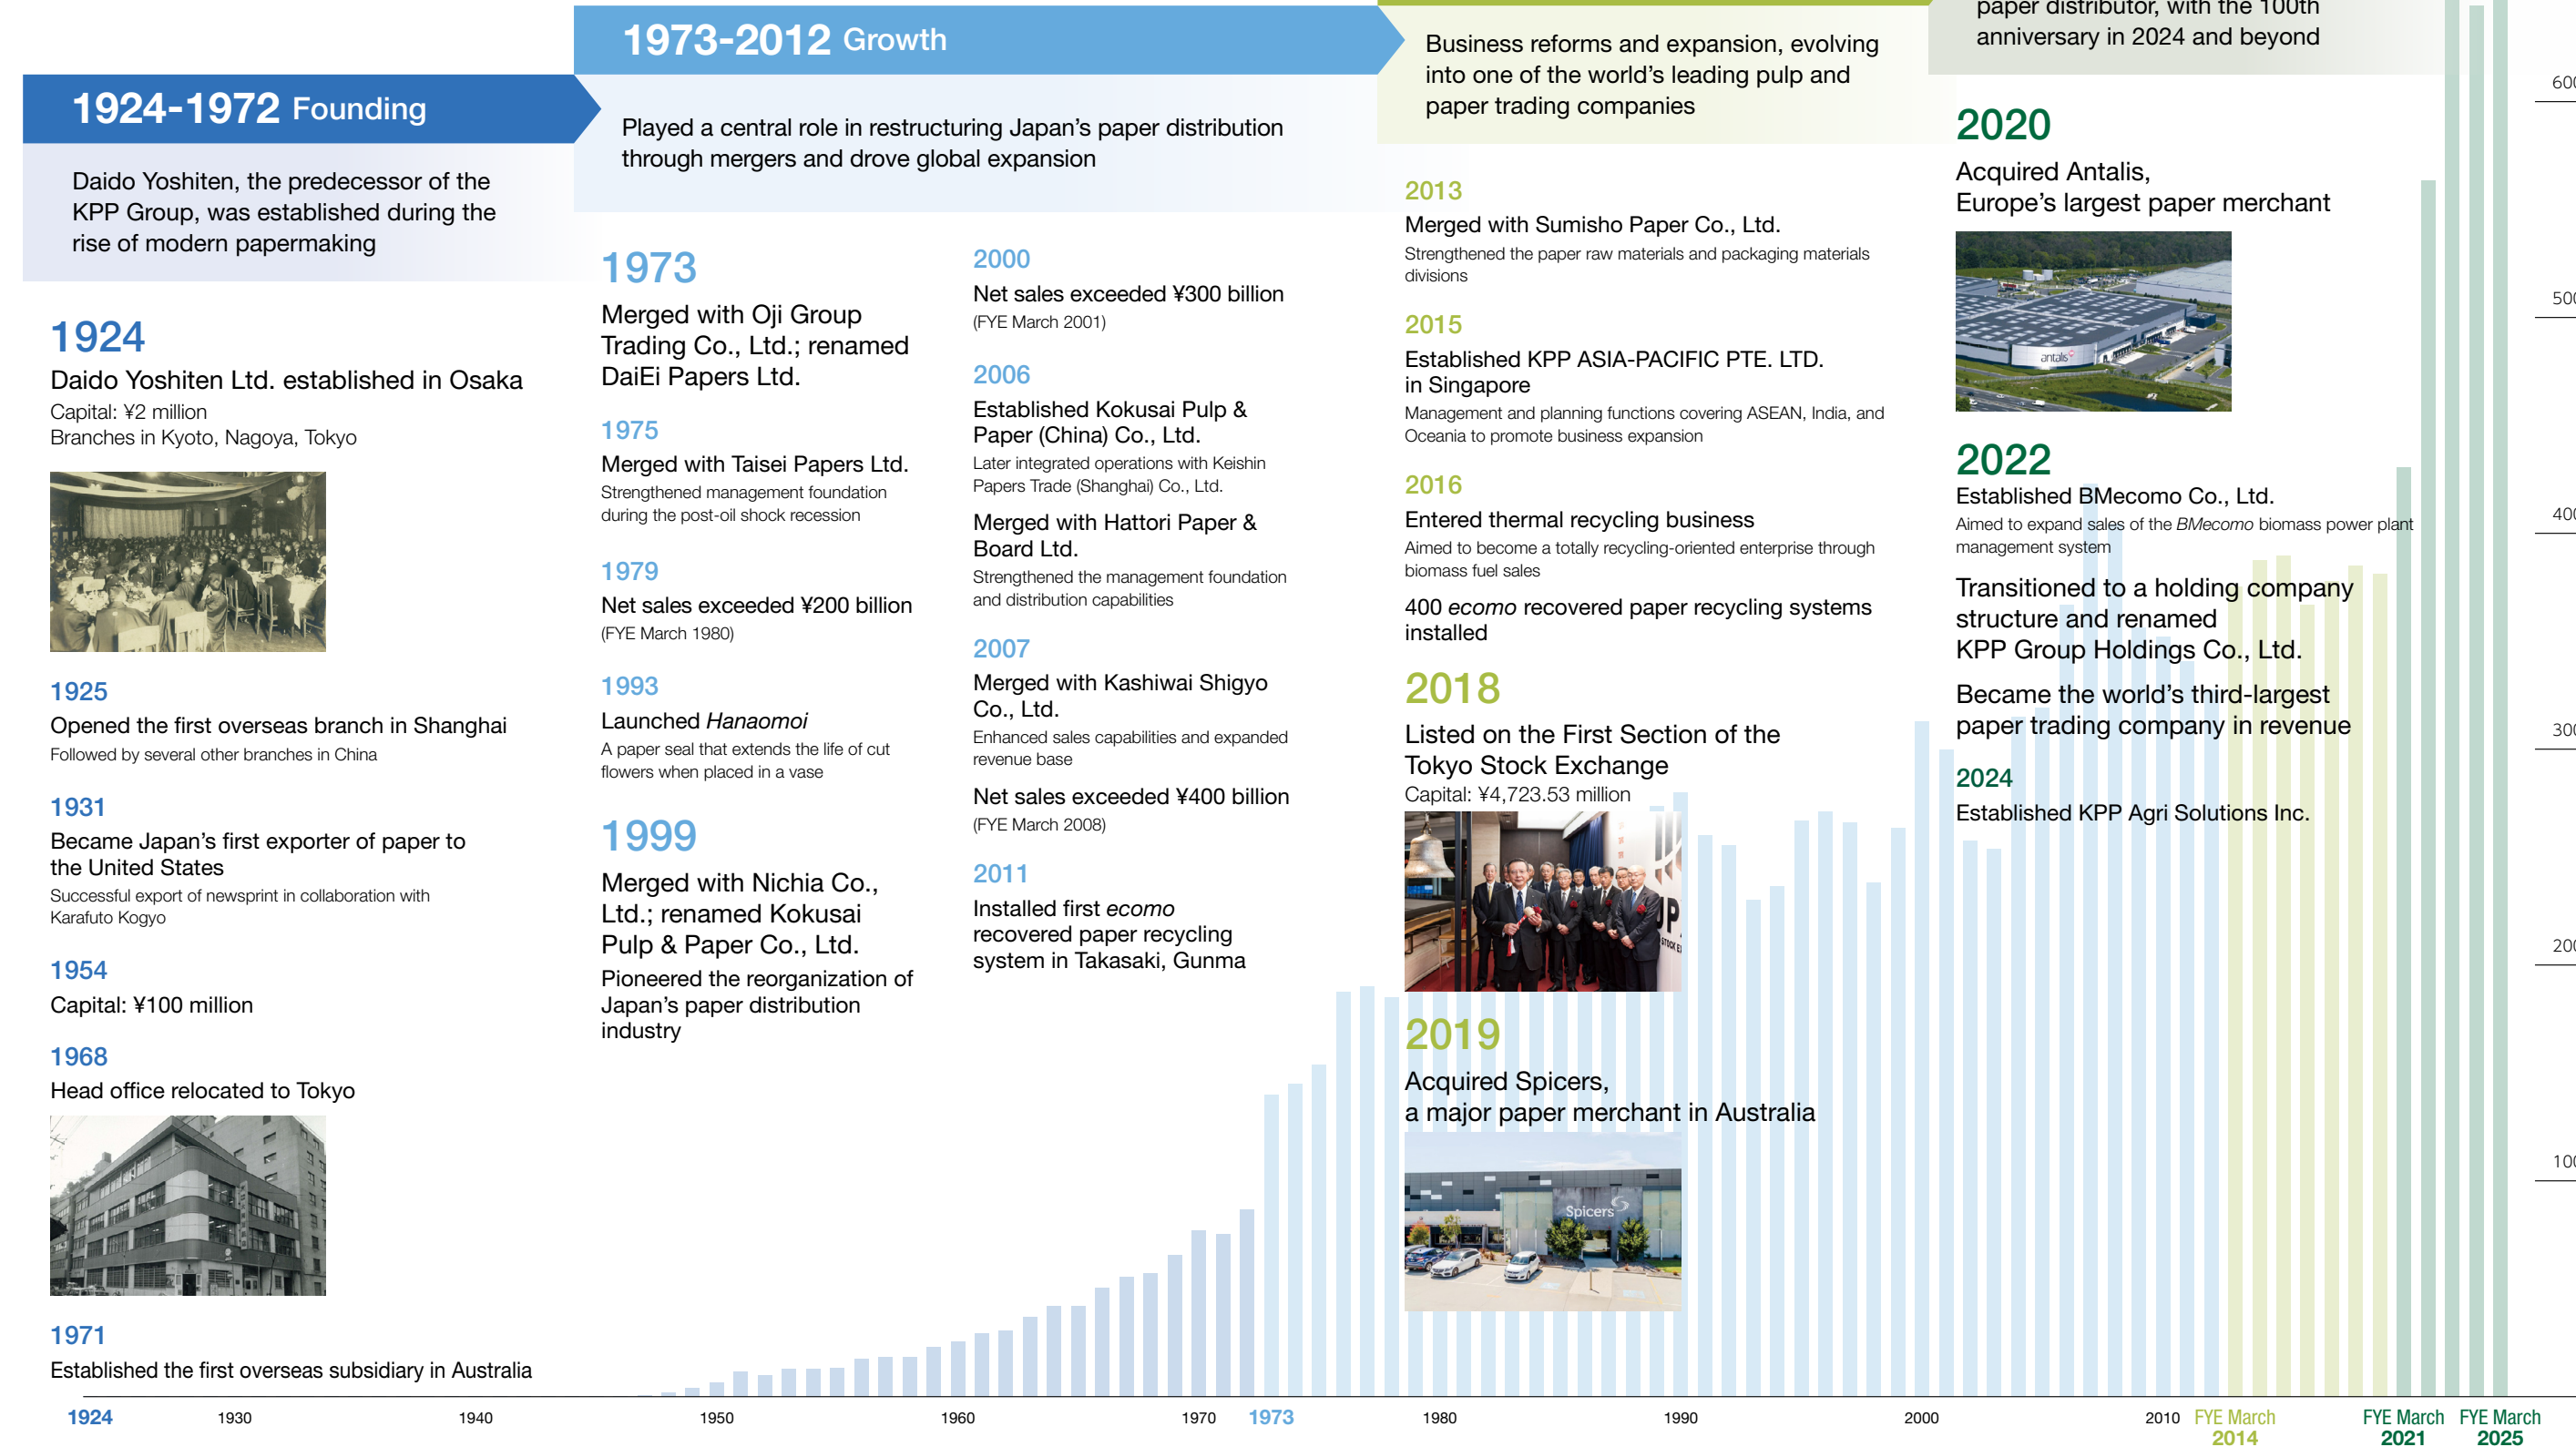 1924-1972 Founding
Daido Yoshiten, the predecessor of the
KPP Group, was established during the
rise of modern papermaking
1924
Daido Yoshiten Ltd. established in Osaka
Capital: ¥2 million
Branches in Kyoto, Nagoya, Tokyo
1925
Opened the first overseas branch in Shanghai
Followed by several other branches in China
1931
Became Japan's first exporter of paper to
the United States
Successful export of newsprint in collaboration with
Karafuto Kogyo
1954
Capital: ¥100 million
1968
Head office relocated to Tokyo
1971
Established the first overseas subsidiary in Australia
1973-2012 Growth
Played a central role in restructuring Japan's paper distribution
through mergers and drove global expansion
1973
Merged with Oji Group
Trading Co., Ltd.; renamed
DaiEi Papers Ltd.
1975
Merged with Taisei Papers Ltd.
Strengthened management foundation
during the post-oil shock recession
1979
Net sales exceeded ¥200 billion
(FYE March 1980)
1993
Launched Hanaomoi
A paper seal that extends the life of cut
flowers when placed in a vase
1999
Merged with Nichia Co.,
Ltd.; renamed Kokusai
Pulp & Paper Co., Ltd.
Pioneered the reorganization of
Japan's paper distribution
industry
2000
Net sales exceeded ¥300 billion
(FYE March 2001)
2006
Established Kokusai Pulp &
Paper (China) Co., Ltd.
Later integrated operations with Keishin
Papers Trade (Shanghai) Co., Ltd.
Merged with Hattori Paper &
Board Ltd.
Strengthened the management foundation
and distribution capabilities
2007
Merged with Kashiwai Shigyo
Co., Ltd.
Enhanced sales capabilities and expanded
revenue base
Net sales exceeded ¥400 billion
(FYE March 2008)
2011
Installed first ecomo
recovered paper recycling
system in Takasaki, Gunma
Business reforms and expansion, evolving
into one of the world's leading pulp and
paper trading companies
2013
Merged with Sumisho Paper Co., Ltd.
Strengthened the paper raw materials and packaging materials
divisions
2015
Established KPP ASIA-PACIFIC PTE. LTD.
in Singapore
Management and planning functions covering ASEAN, India, and
Oceania to promote business expansion
2016
Entered thermal recycling business
Aimed to become a totally recycling-oriented enterprise through
biomass fuel sales
400 ecomo recovered paper recycling systems
installed
2018
Listed on the First Section of the
Tokyo Stock Exchange
Capital: ¥4,723.53 million
2019
Acquired Spicers,
a major paper merchant in Australia
Spicers
paper distributor, with the 100th
anniversary in 2024 and beyond
2020
Acquired Antalis,
Europe's largest paper merchant
antalis
2022
Established BMecomo Co., Ltd.
Aimed to expand sales of the BMecomo biomass power plant
management system
Transitioned to a holding company
structure and renamed
KPP Group Holdings Co., Ltd.
Became the world's third-largest
paper trading company in revenue
2024
Established KPP Agri Solutions Inc.
1924 1930 1940 1950 1960 1970 1973 1980 1990 2000 2010 FYE March 2014 FYE March 2021 FYE March 2025